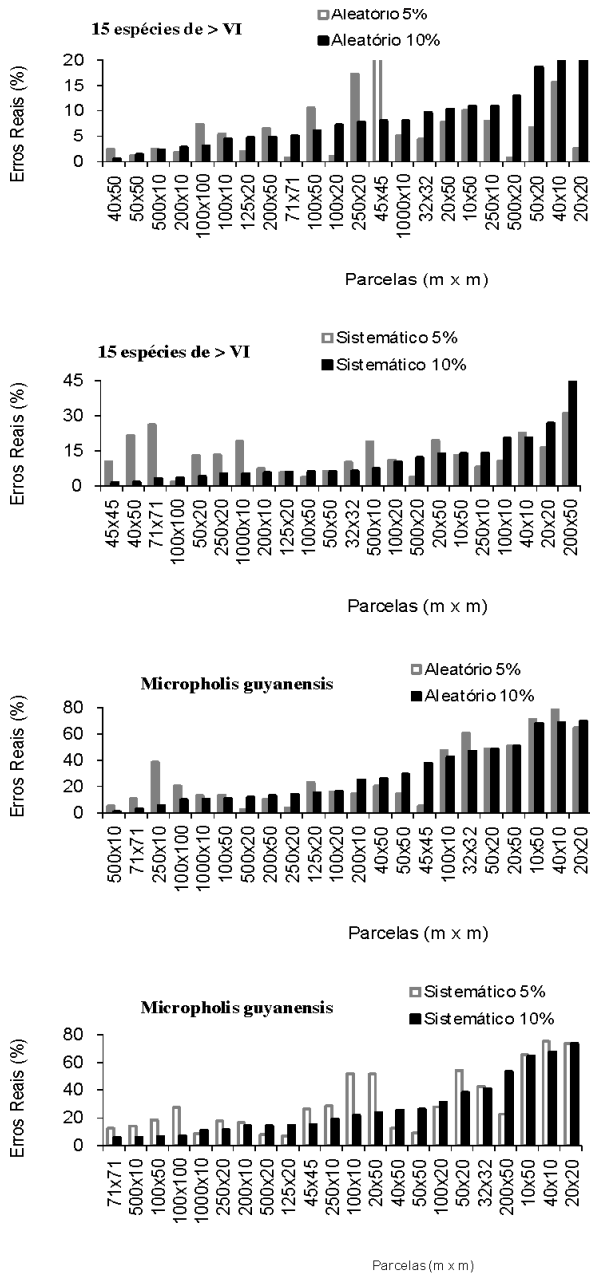 15 espécies de > VI
Aleatório 5%
Aleatório 10%
Erros Reais (%)
20
15
10
5
0
40x50 50x50 500x10 200x10 100x100 100x10 125x20 200x50 71x71 100x50 100x20 250x20 45x45 1000x10 32x32 20x50 10x50 250x10 500x20 50x20 40x10 20x20
Parcelas (m x m)
15 espécies de > VI
Sistemático 5%
Sistemático 10%
Erros Reais (%)
45
30
15
0
45x45 40x50 71x71 100x100 50x20 250x20 1000x10 200x10 125x20 100x50 50x50 32x32 500x10 100x20 500x20 20x50 10x50 250x10 100x10 40x10 20x20 200x50
Parcelas (m x m)
Micropholis guyanensis
Aleatório 5%
Aleatório 10%
Erros Reais (%)
80
60
40
20
0
500x10 71x71 250x10 100x100 1000x10 100x50 500x20 200x50 250x20 125x20 100x20 200x10 40x50 50x50 45x45 100x10 32x32 50x20 20x50 10x50 40x10 20x20
Parcelas (m x m)
Micropholis guyanensis
Sistemático 5%
Sistemático 10%
Erros Reais (%)
80
60
40
20
0
71x71 500x10 100x50 100x100 1000x10 250x20 200x10 500x20 125x20 45x45 250x10 100x10 20x50 40x50 50x50 100x20 50x20 32x32 200x50 10x50 40x10 20x20
Parcelas (m x m)